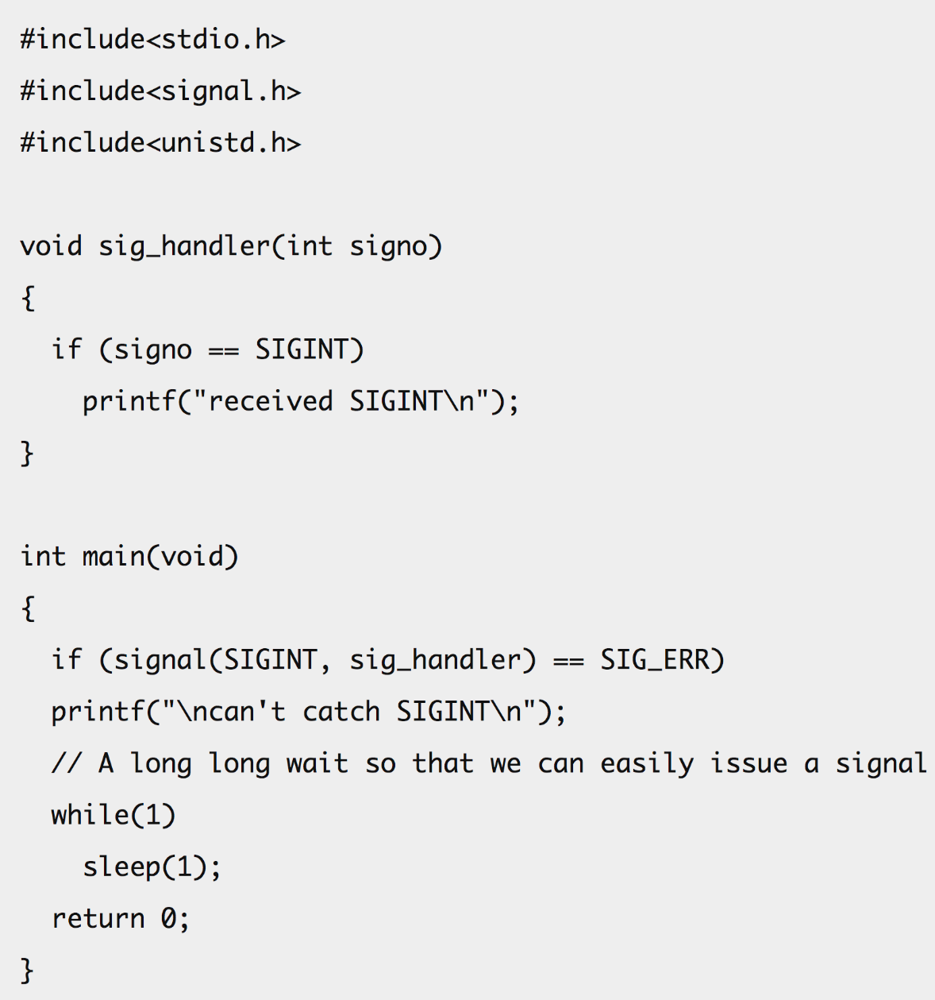 #include<stdio.h>
#include<signal.h>
#include<unistd.h>

void sig_handler(int signo)
{
  if (signo == SIGINT)
    printf("received SIGINT\n");
}

int main(void)
{
  if (signal(SIGINT, sig_handler) == SIG_ERR)
  printf("\ncan't catch SIGINT\n");
  // A long long wait so that we can easily issue a signal
  while(1)
    sleep(1);
  return 0;
}